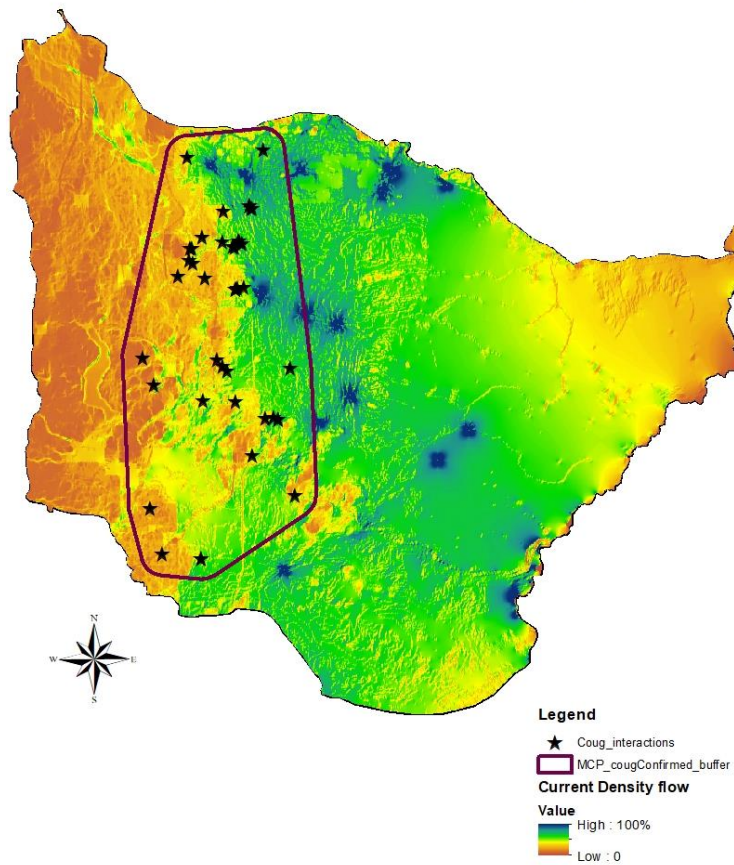 N
W E
S
Legend
Coug_interactions
MCP_cougConfirmed_buffer
Current Density flow
Value
High : 100%
Low : 0